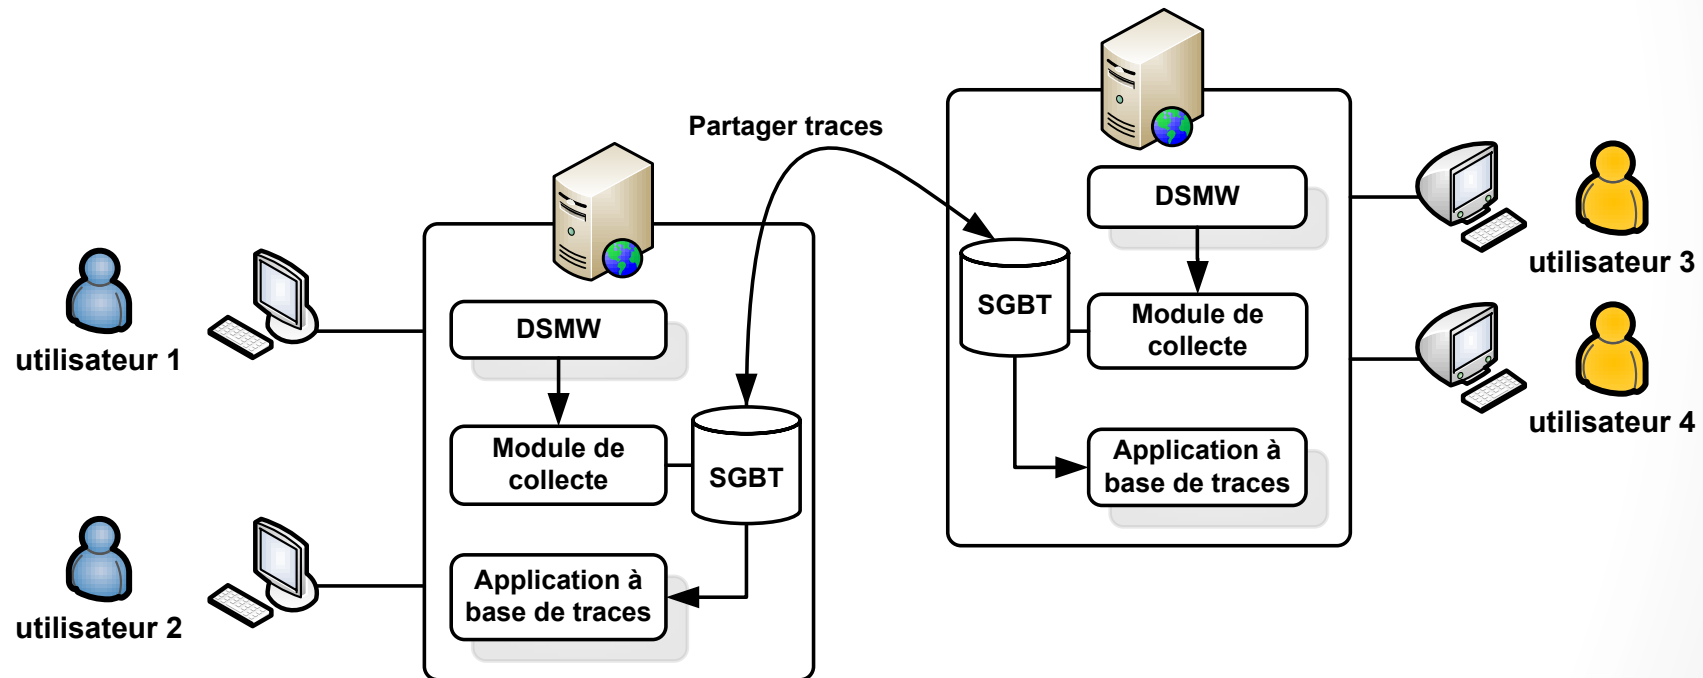 Partager traces
DSMW
Module de
collecte
SGBT
Application à
base de traces
utilisateur 1
utilisateur 2
DSMW
SGBT
Module de
collecte
Application à
base de traces
utilisateur 3
utilisateur 4